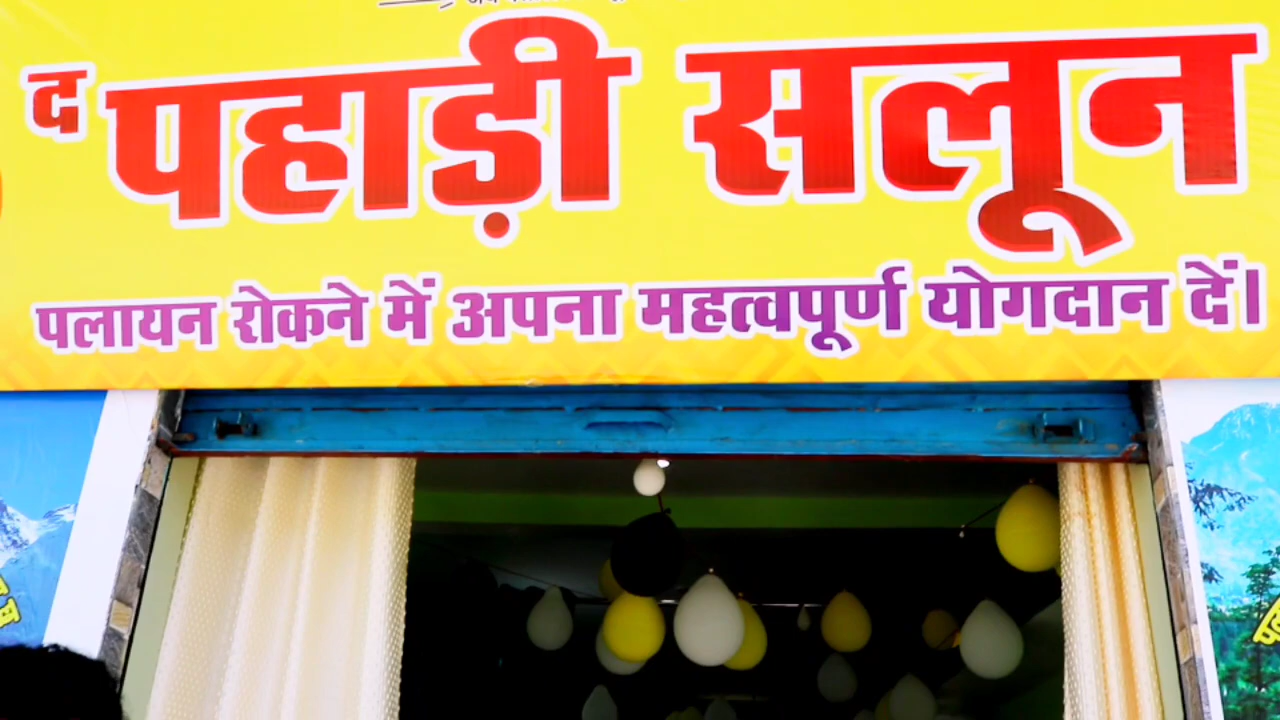 द पहाड़ी सलून
पलायन रोकने में अपना महत्वपूर्ण योगदान दें।